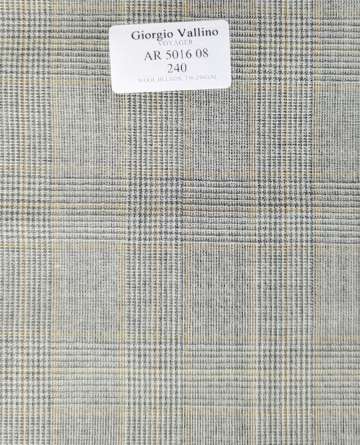 Giorgio Vallino
VOYAGER
AR 5016 08
240